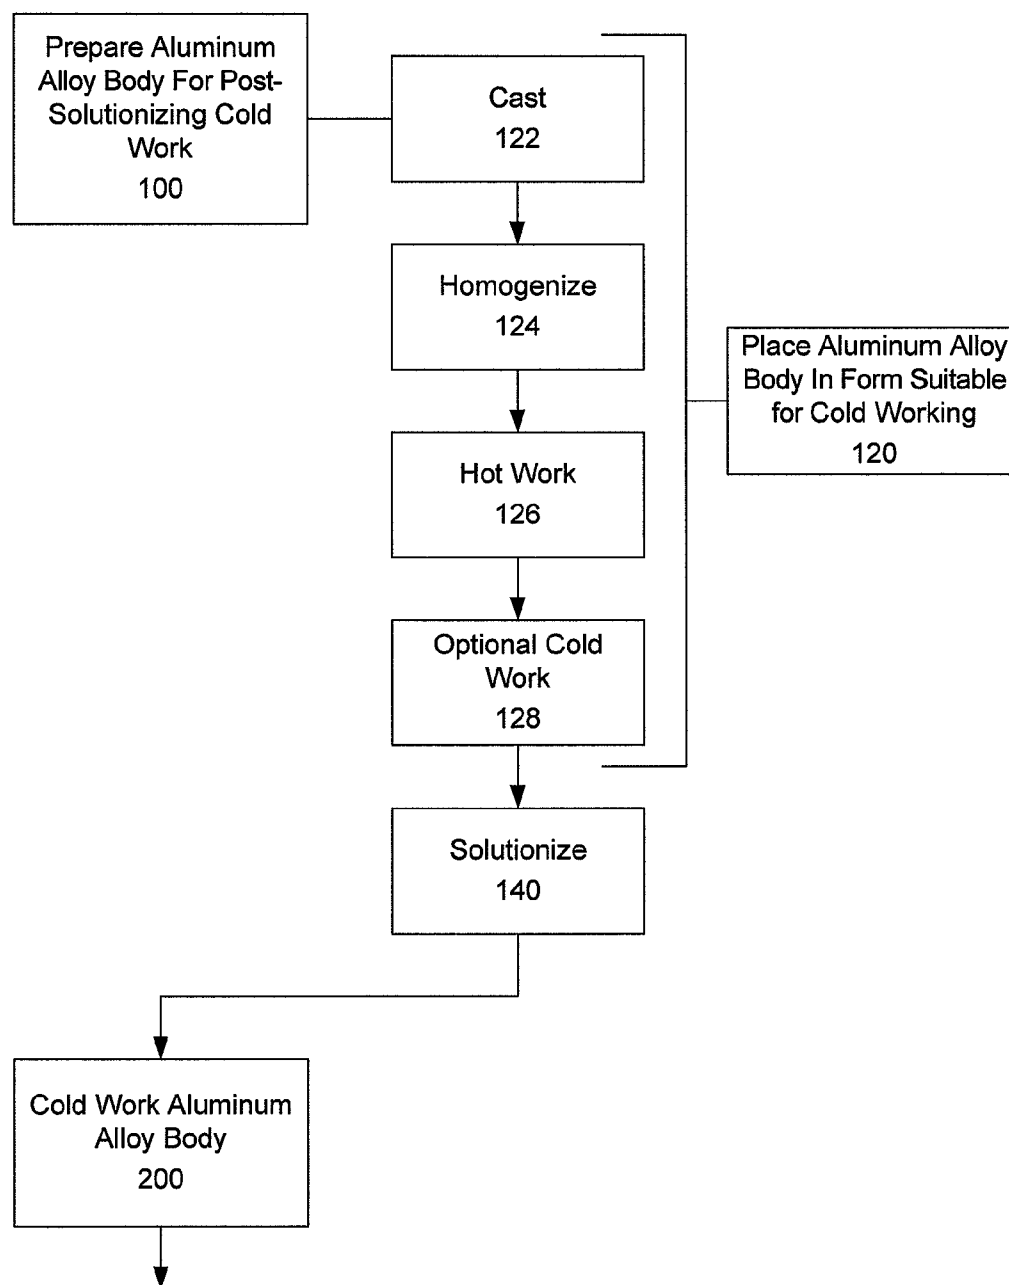 Prepare Aluminum
Alloy Body For Post-
Solutionizing Cold
Work
100
Cast
122
Homogenize
124
Hot Work
126
Optional Cold
Work
128
Place Aluminum Alloy
Body In Form Suitable
for Cold Working
120
Solutionize
140
Cold Work Aluminum
Alloy Body
200